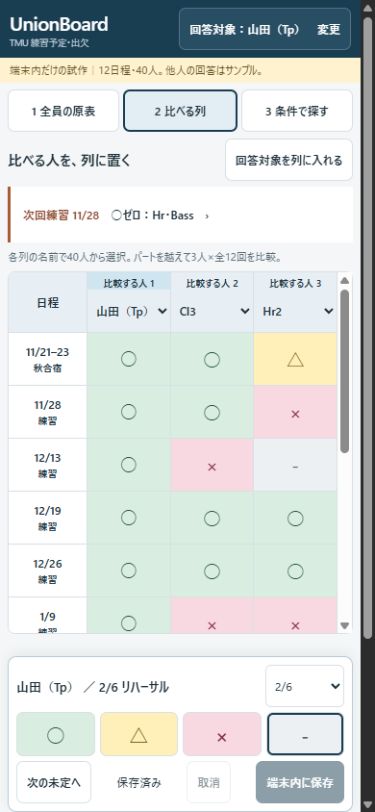 UnionBoard
TMU 練習予定・出欠
回答対象：山田（Tp） 変更
端末内だけの試作｜12日程・40人。他人の回答はサンプル。
1 全員の原表
2 比べる列
3 条件で探す
比べる人を、列に置く
回答対象を列に入れる
次回練習 11/28 ○ゼロ：Hr・Bass ›
各列の名前で40人から選択。パートを越えて3人×全12回を比較。
日程 比較する人 1 比較する人 2 比較する人 3
山田（Tp） Cl3 Hr2
11/21–23 ○ ○ △
秋合宿
11/28 ○ ○ ×
練習
12/13 ○ × –
練習
12/19 ○ ○ ○
練習
12/26 ○ ○ ○
練習
1/9 ○ × ×
練習
山田（Tp） ／ 2/6 リハーサル 2/6
○ △ × –
次の未定へ 保存済み 取消 端末内に保存